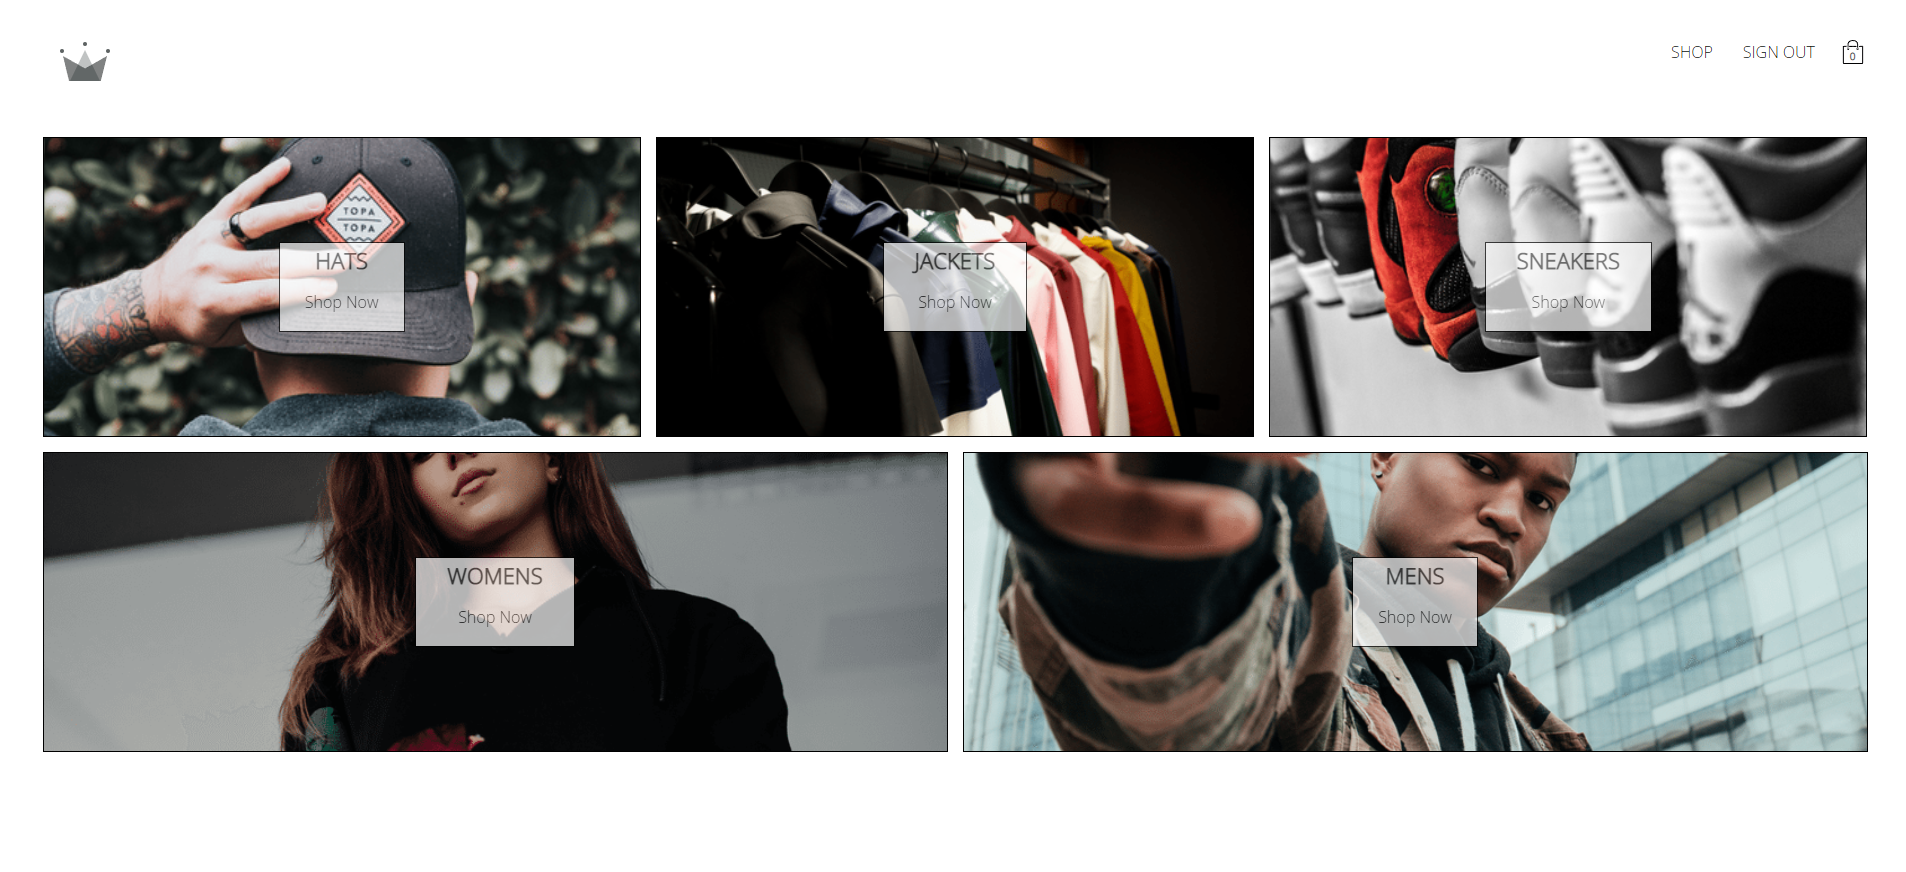 SHOP
SIGN OUT
0
TOPA
TOPA
HATS
Shop Now
JACKETS
Shop Now
SNEAKERS
Shop Now
WOMENS
Shop Now
MENS
Shop Now